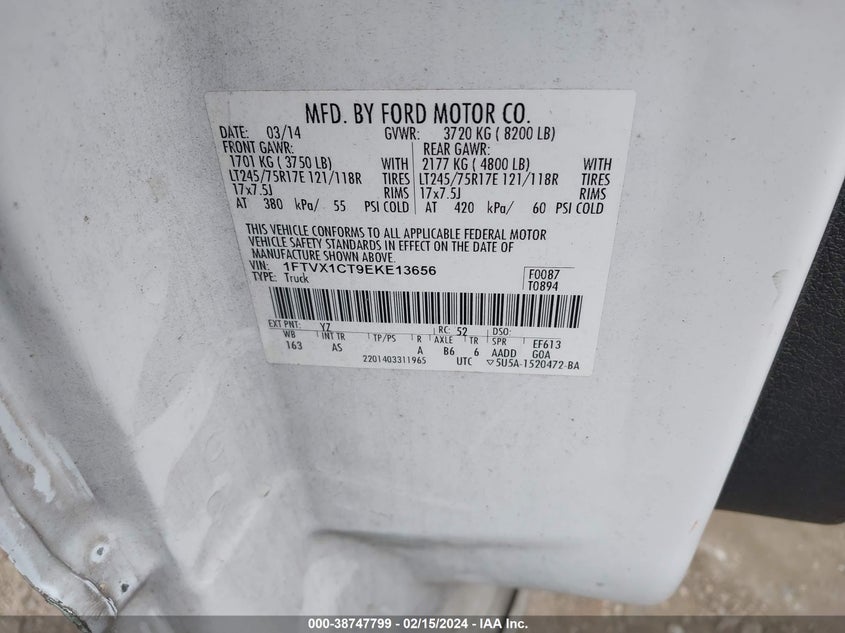 MFD. BY FORD MOTOR CO.
DATE: 03/14 GVWR: 3720 KG ( 8200 LB)
FRONT GAWR: REAR GAWR:
1701 KG ( 3750 LB) WITH 2177 KG ( 4800 LB) WITH
LT245/75R17E 121/118R TIRES LT245/75R17E 121/118R TIRES
17x7.5J RIMS 17x7.5J RIMS
AT 380 kPa/ 55 PSI COLD AT 420 kPa/ 60 PSI COLD
THIS VEHICLE CONFORMS TO ALL APPLICABLE FEDERAL MOTOR
VEHICLE SAFETY STANDARDS IN EFFECT ON THE DATE OF
MANUFACTURE SHOWN ABOVE.
VIN: 1FTVX1CT9EKE13656 F0087
TYPE: Truck T0894
EXT PNT: YZ RC: 52 DSO:
WB INT TR TP/PS R AXLE TR SPR EF613
163 AS A B6 6 AADD G0A
2201403311965 UTC ▽5U5A-1520472-BA
000-38747799 - 02/15/2024 - IAA Inc.